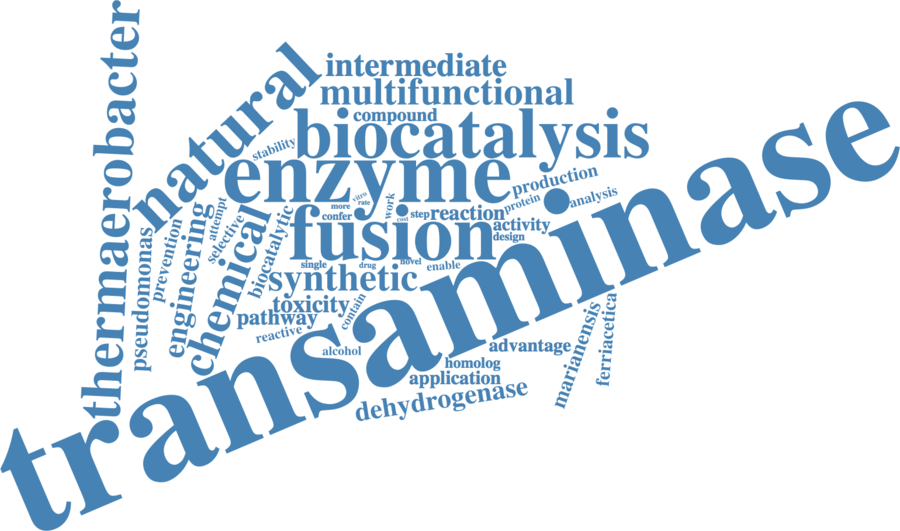 thermaerobacter
natural
intermediate
multifunctional
compound
biocatalysis
stability
enzyme
production
protein
analysis
vitro
rate
more
work
confer
cost
step
reaction
activity
design
fusion
attempt
selective
prevention
pseudomonas
engineering
chemical
biocatalytic
single
drug
novel
enable
synthetic
toxicity
contain
pathway
reactive
alcohol
transaminase
advantage
homolog
application
dehydrogenase
marianensis
ferriacetica